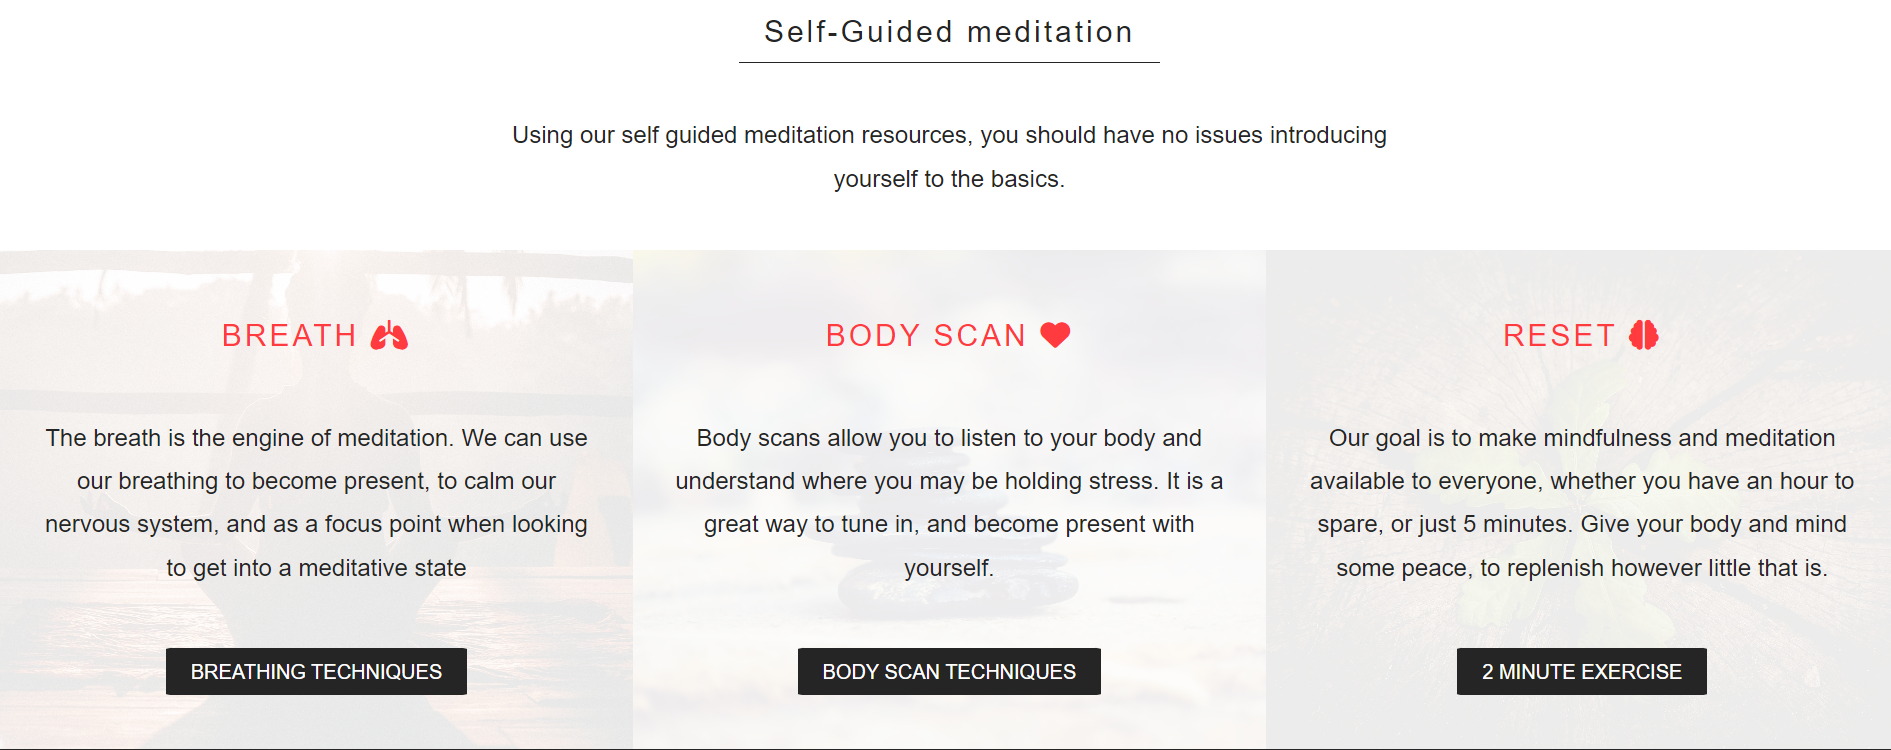 Self-Guided meditation
Using our self guided meditation resources, you should have no issues introducing
yourself to the basics.
BREATH
The breath is the engine of meditation. We can use
our breathing to become present, to calm our
nervous system, and as a focus point when looking
to get into a meditative state
BREATHING TECHNIQUES
BODY SCAN
Body scans allow you to listen to your body and
understand where you may be holding stress. It is a
great way to tune in, and become present with
yourself.
BODY SCAN TECHNIQUES
RESET
Our goal is to make mindfulness and meditation
available to everyone, whether you have an hour to
spare, or just 5 minutes. Give your body and mind
some peace, to replenish however little that is.
2 MINUTE EXERCISE